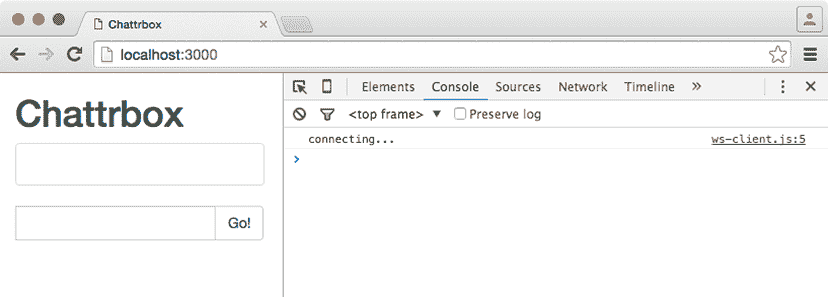 Chattrbox
localhost:3000
Elements Console Sources Network Timeline »
<top frame> ▼ Preserve log
connecting... ws-client.js:5
>
Chattrbox
Go!